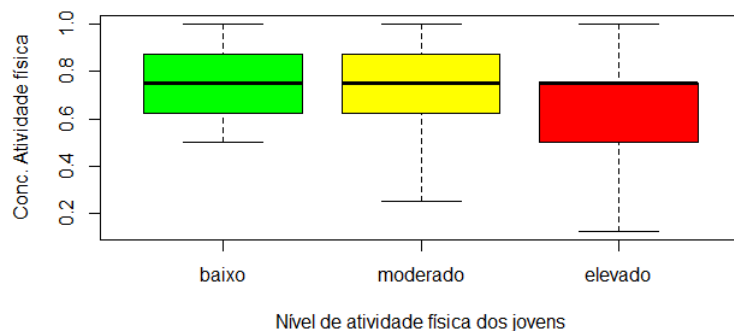 Conc. Atividade física
1.0
0.8
0.6
0.4
0.2
baixo moderado elevado
Nível de atividade física dos jovens